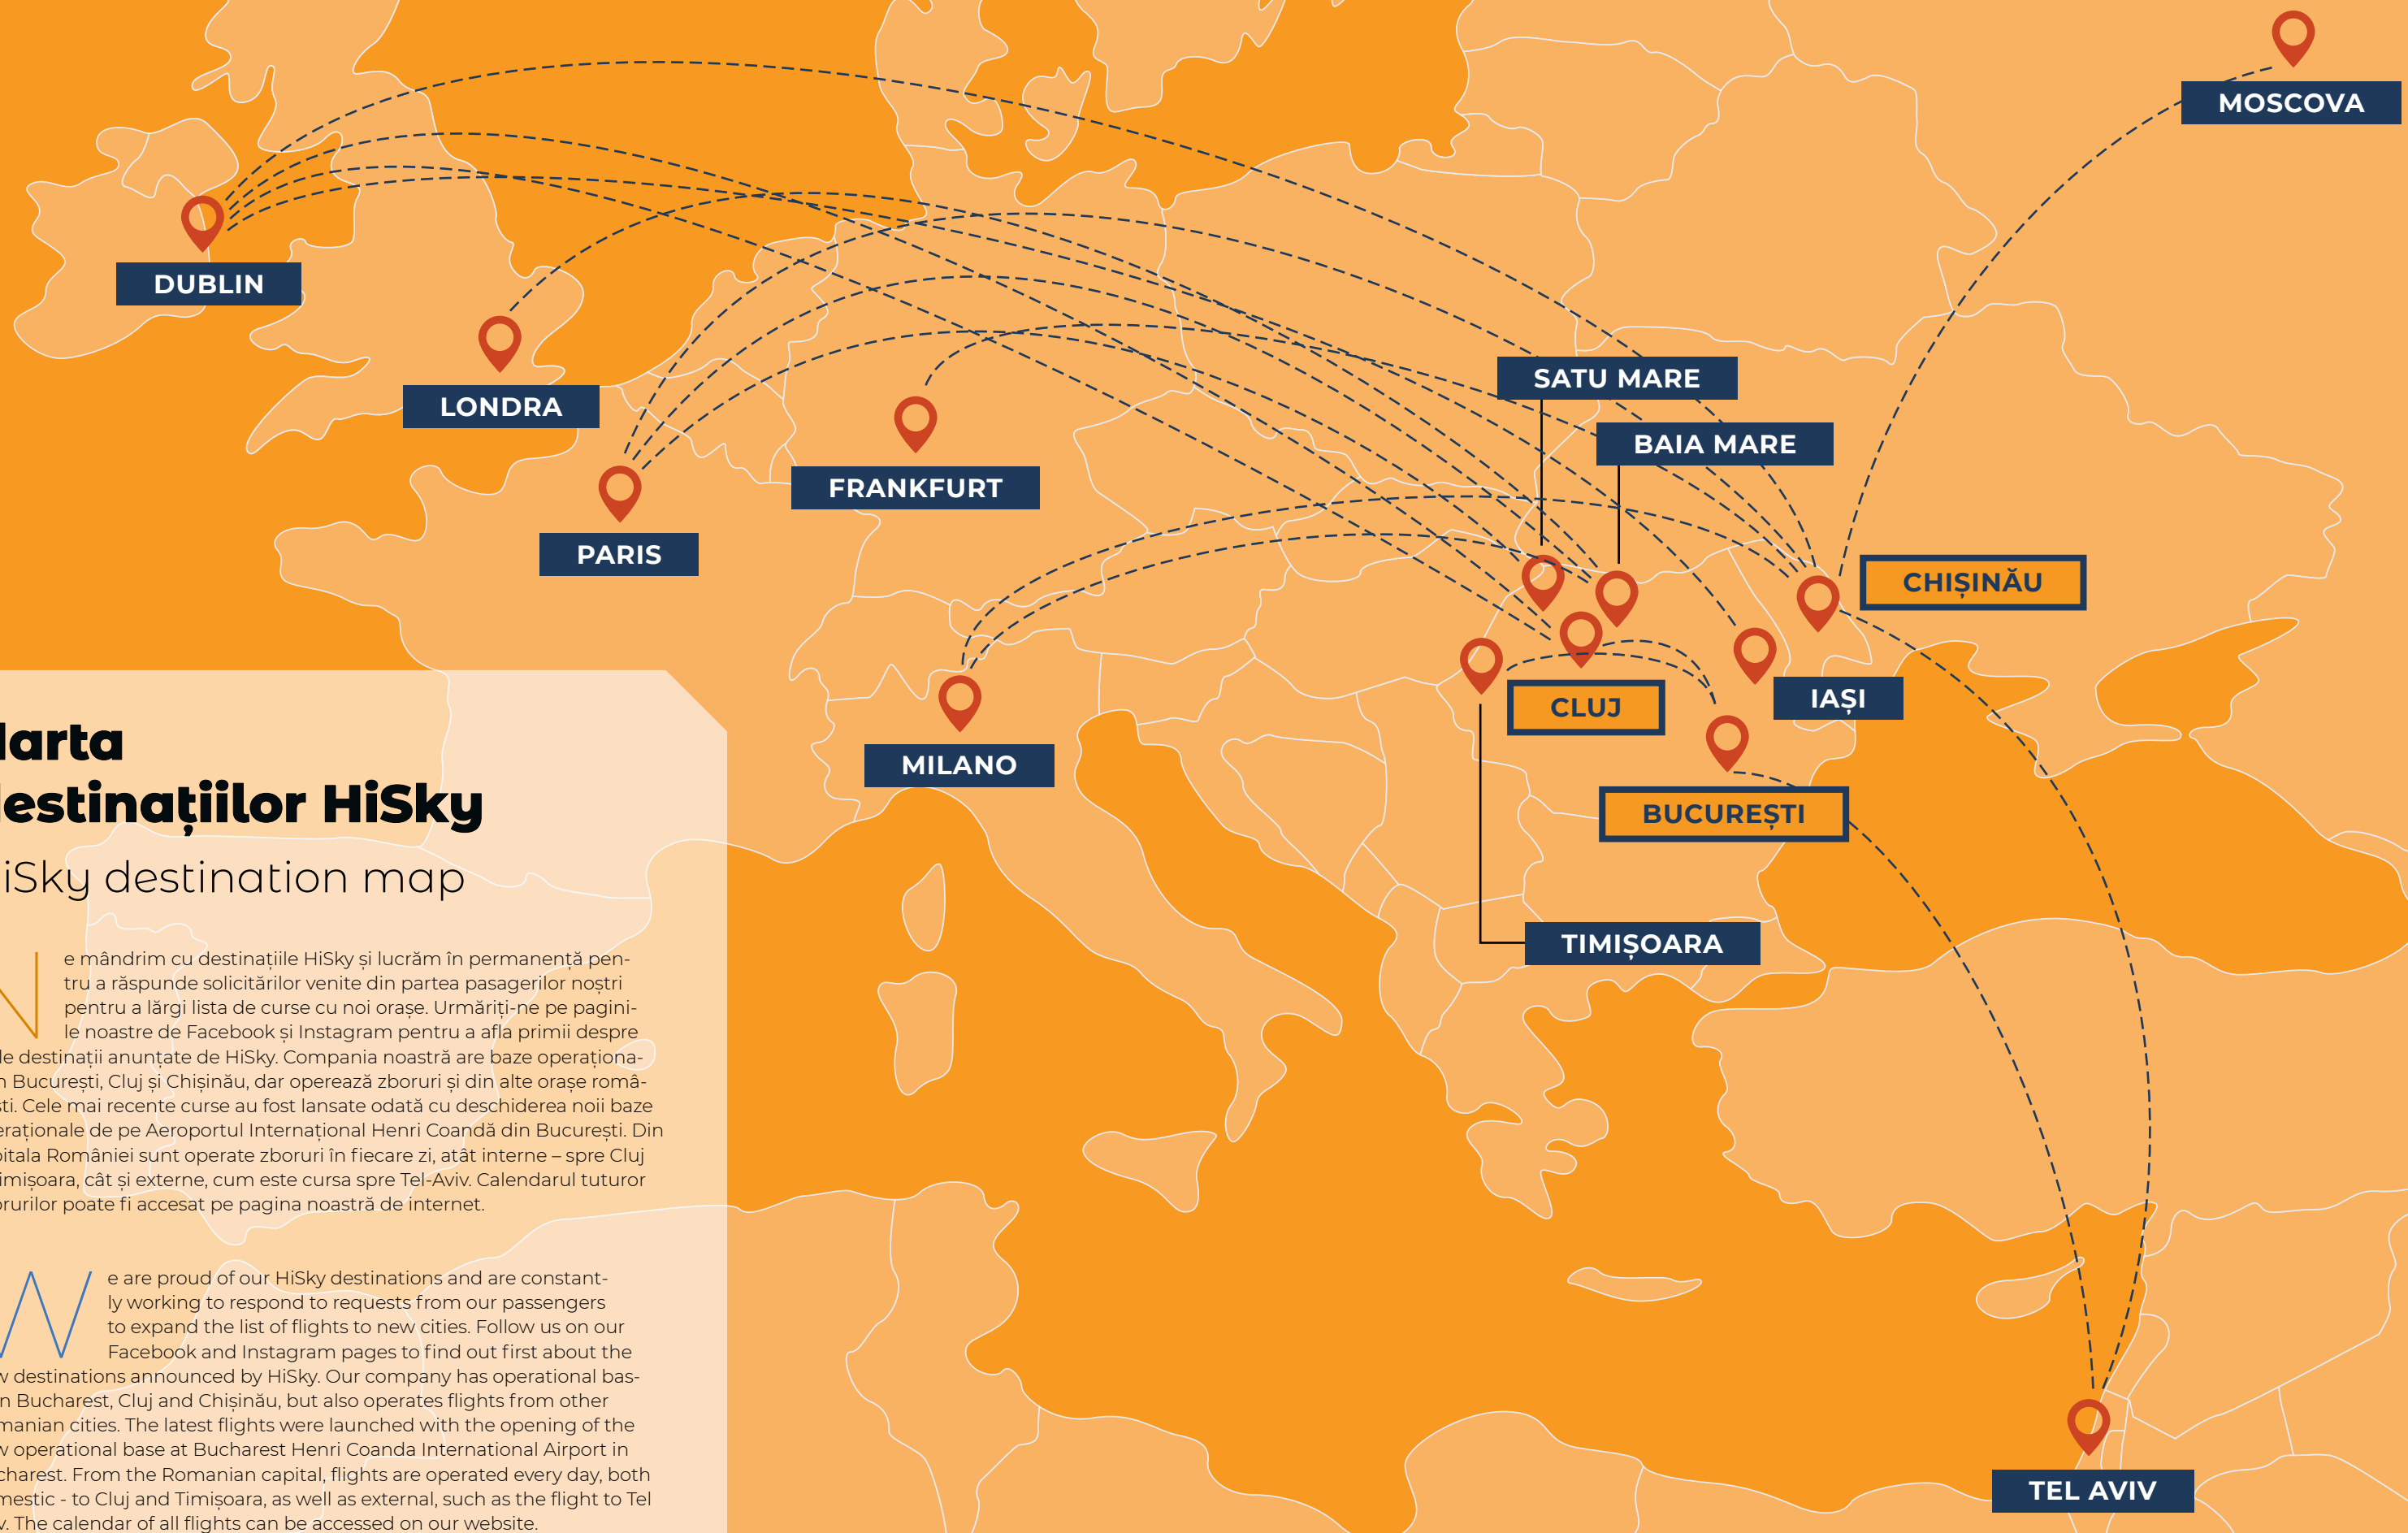 MOSCOVA
DUBLIN
SATU MARE
LONDRA
BAIA MARE
FRANKFURT
PARIS
CHIȘINĂU
IAȘI
CLUJ
MILANO
BUCUREȘTI
TIMIȘOARA
TEL AVIV
arta
estinațiilor HiSky
iSky destination map
Ne mândrim cu destinațiile HiSky și lucrăm în permanență pen-
tru a răspunde solicitărilor venite din partea pasagerilor noștri
pentru a lărgi lista de curse cu noi orașe. Urmăriți-ne pe pagini-
le noastre de Facebook și Instagram pentru a afla primii despre
le destinații anunțate de HiSky. Compania noastră are baze operaționa-
n București, Cluj și Chișinău, dar operează zboruri și din alte orașe româ-
ști. Cele mai recente curse au fost lansate odată cu deschiderea noii baze
eraționale de pe Aeroportul Internațional Henri Coandă din București. Din
pitala României sunt operate zboruri în fiecare zi, atât interne – spre Cluj
imișoara, cât și externe, cum este cursa spre Tel-Aviv. Calendarul tuturor
orurilor poate fi accesat pe pagina noastră de internet.
We are proud of our HiSky destinations and are constant-
ly working to respond to requests from our passengers
to expand the list of flights to new cities. Follow us on our
Facebook and Instagram pages to find out first about the
w destinations announced by HiSky. Our company has operational bas-
n Bucharest, Cluj and Chișinău, but also operates flights from other
manian cities. The latest flights were launched with the opening of the
w operational base at Bucharest Henri Coanda International Airport in
charest. From the Romanian capital, flights are operated every day, both
mestic - to Cluj and Timișoara, as well as external, such as the flight to Tel
v. The calendar of all flights can be accessed on our website.